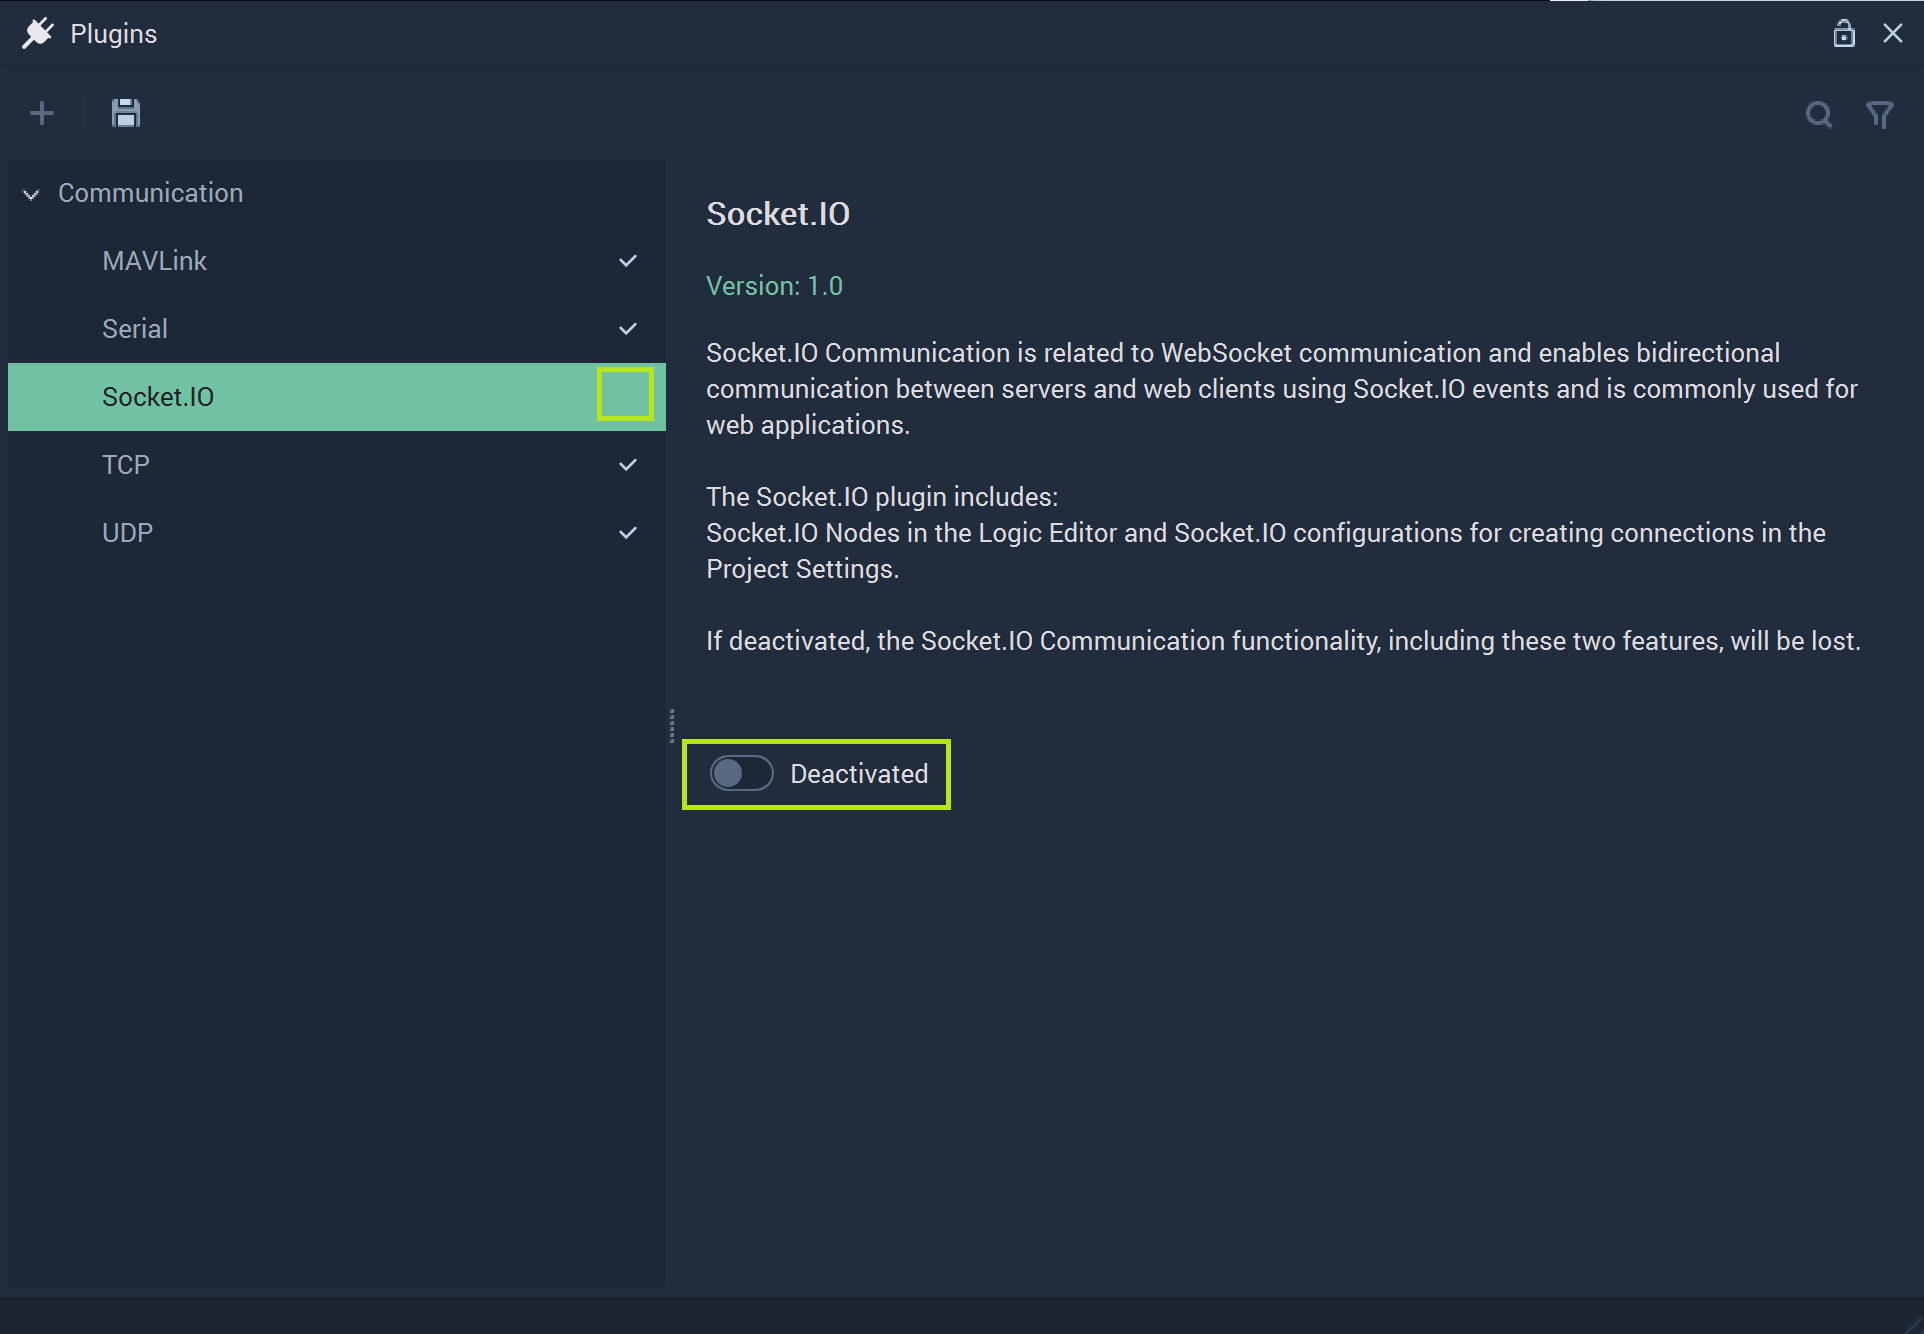 Plugins
Communication
MAVLink
Serial
Socket.IO
TCP
UDP
Socket.IO
Version: 1.0
Socket.IO Communication is related to WebSocket communication and enables bidirectional
communication between servers and web clients using Socket.IO events and is commonly used for
web applications.
The Socket.IO plugin includes:
Socket.IO Nodes in the Logic Editor and Socket.IO configurations for creating connections in the
Project Settings.
If deactivated, the Socket.IO Communication functionality, including these two features, will be lost.
Deactivated